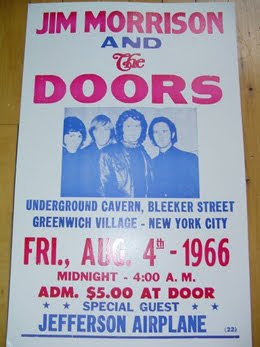 JIM MORRISON
AND
The
DOORS
UNDERGROUND CAVERN, BLEEKER STREET
GREENWICH VILLAGE - NEW YORK CITY
FRI., AUG. 4th - 1966
MIDNIGHT - 4:00 A. M.
ADM. $5.00 AT DOOR
★ ★ SPECIAL GUEST ★ ★
JEFFERSON AIRPLANE (22)